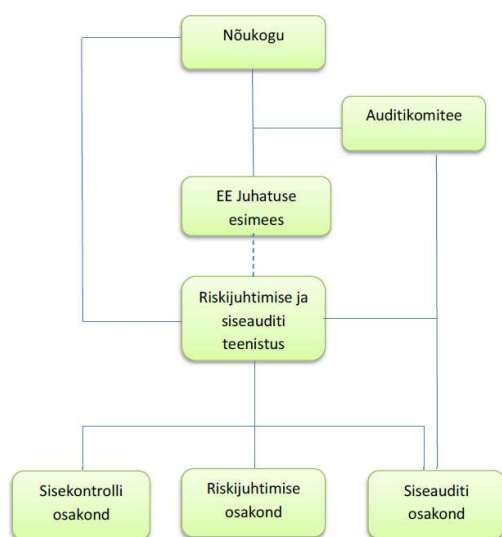 Nõukogu
Auditikomitee
EE Juhatuse
esimees
Riskijuhtimise ja
siseauditi
teenistus
Sisekontrolli
osakond
Riskijuhtimise
osakond
Siseauditi
osakond